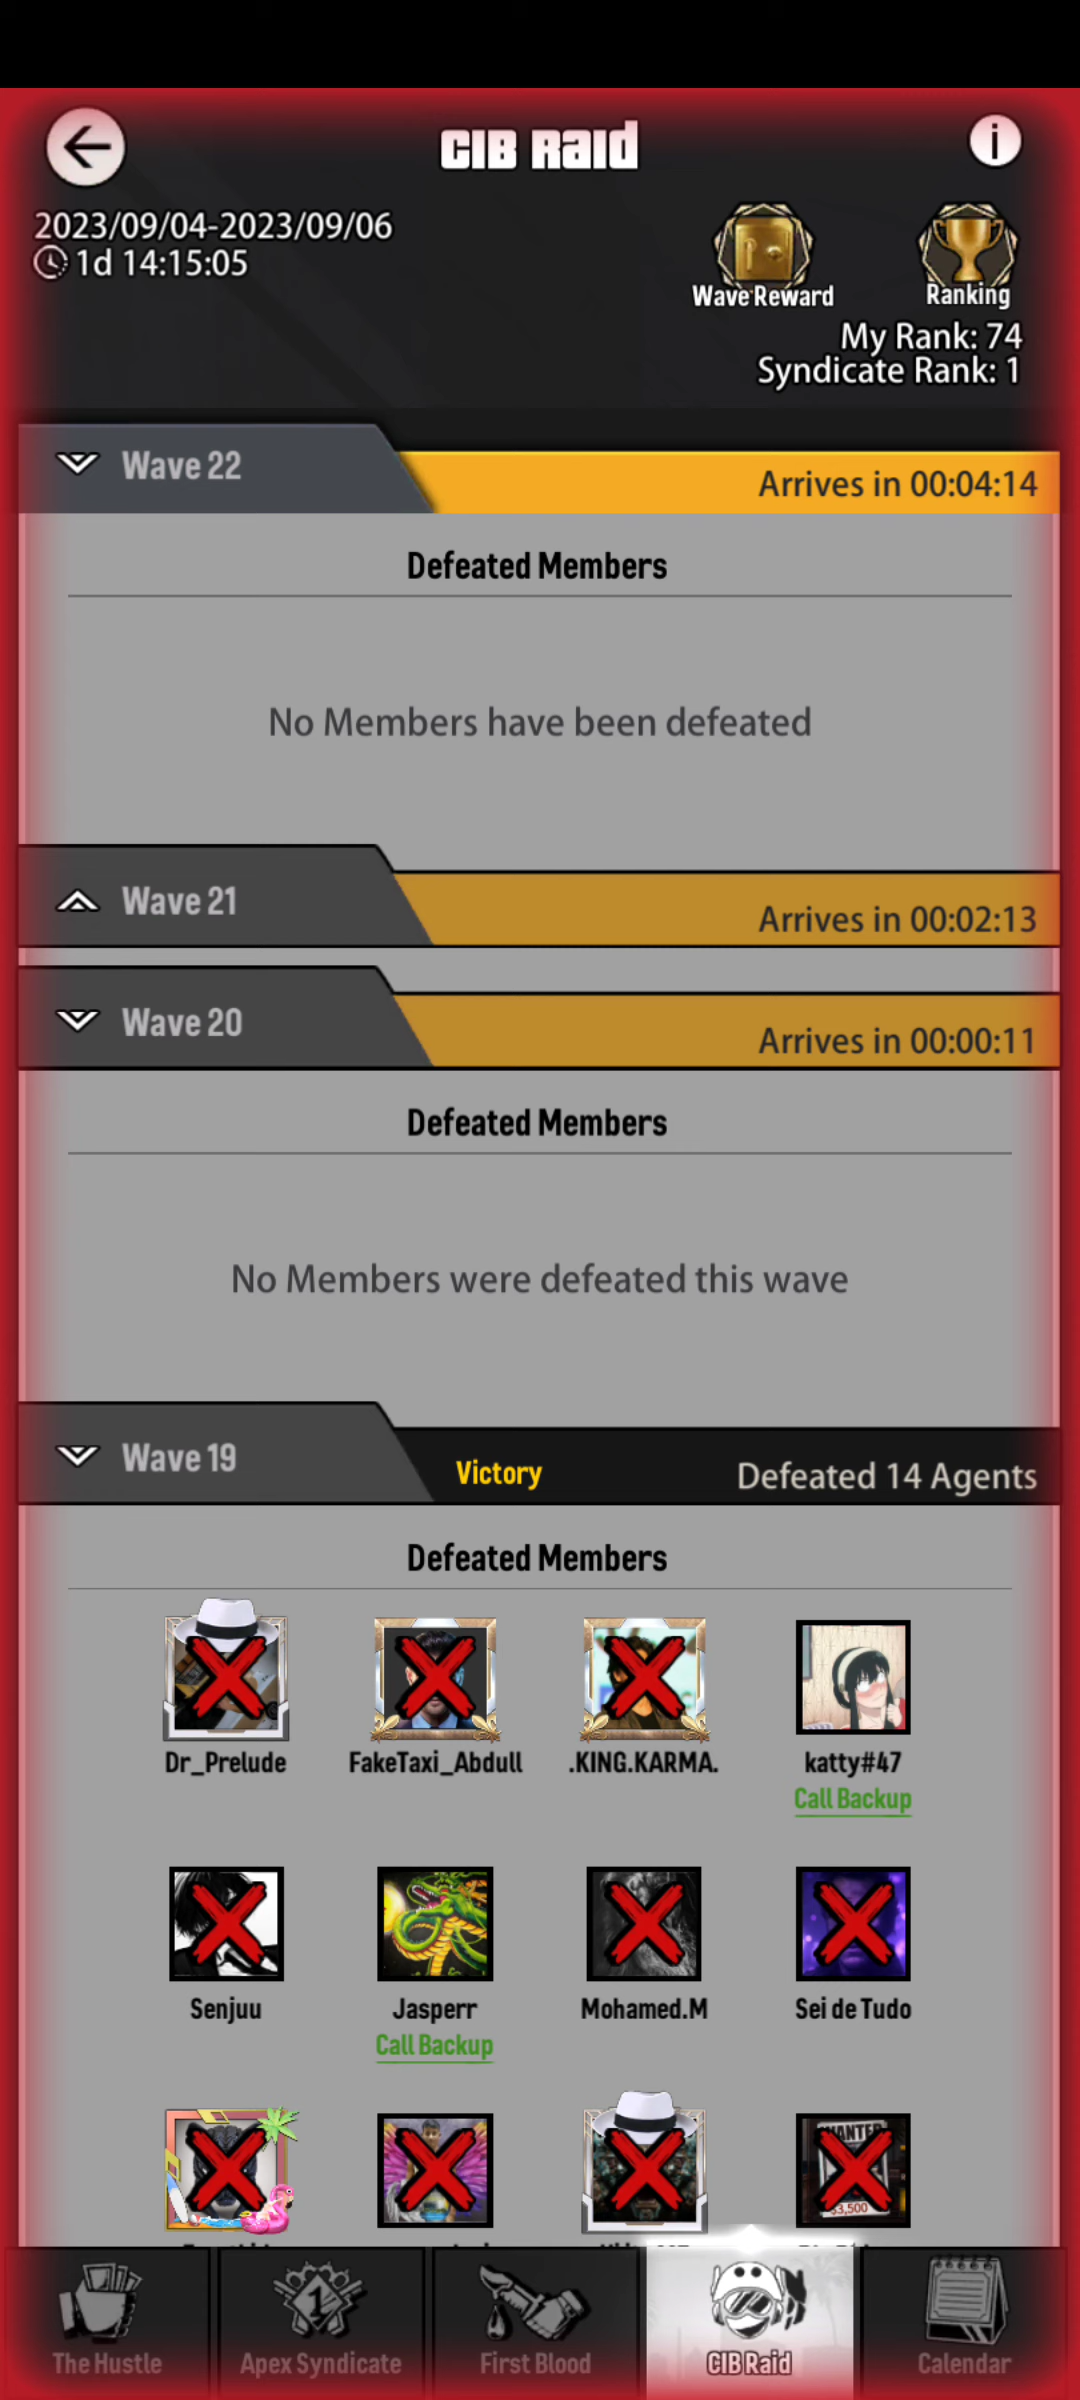 CIB Raid
i
2023/09/04-2023/09/06
1d 14:15:05
Wave Reward
Ranking
My Rank: 74
Syndicate Rank: 1
Wave 22
Arrives in 00:04:14
Defeated Members
No Members have been defeated
Wave 21
Arrives in 00:02:13
Wave 20
Arrives in 00:00:11
Defeated Members
No Members were defeated this wave
Wave 19
Victory
Defeated 14 Agents
Defeated Members
Dr_Prelude
FakeTaxi_Abdull
.KING.KARMA.
katty#47
Call Backup
Senjuu
Jasperr
Mohamed.M
Sei de Tudo
Call Backup
WANTED
$3,500
1
The Hustle
Apex Syndicate
First Blood
CIB Raid
Calendar